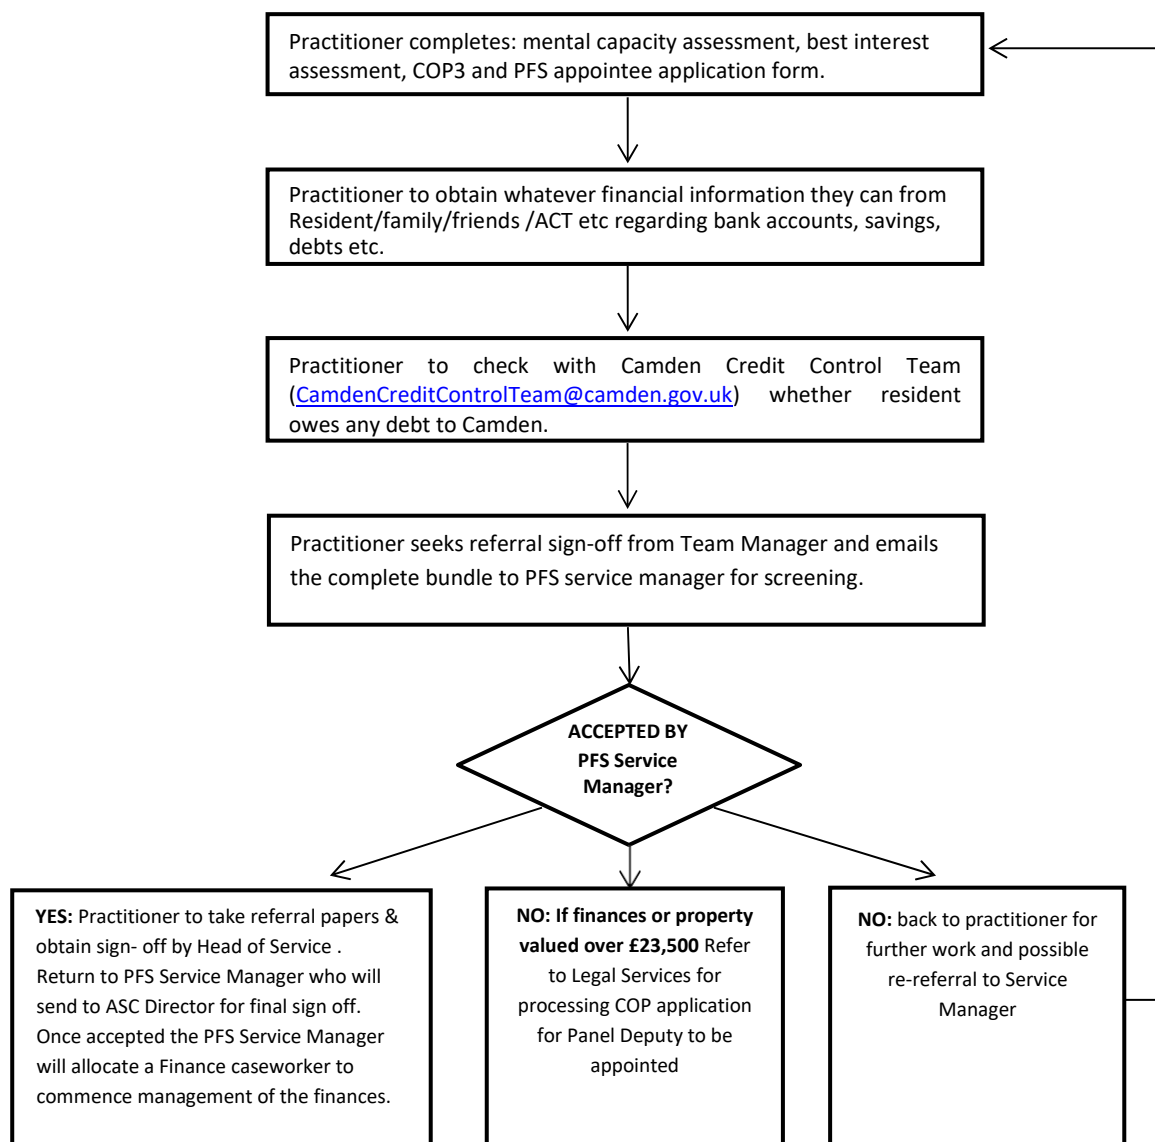 Practitioner completes: mental capacity assessment, best interest
assessment, COP3 and PFS appointee application form.
Practitioner to obtain whatever financial information they can from
Resident/family/friends /ACT etc regarding bank accounts, savings,
debts etc.
Practitioner to check with Camden Credit Control Team
(CamdenCreditControlTeam@camden.gov.uk) whether resident
owes any debt to Camden.
Practitioner seeks referral sign-off from Team Manager and emails
the complete bundle to PFS service manager for screening.
ACCEPTED BY
PFS Service
Manager?
YES: Practitioner to take referral papers &
obtain sign- off by Head of Service .
Return to PFS Service Manager who will
send to ASC Director for final sign off.
Once accepted the PFS Service Manager
will allocate a Finance caseworker to
commence management of the finances.
NO: If finances or property
valued over £23,500 Refer
to Legal Services for
processing COP application
for Panel Deputy to be
appointed
NO: back to practitioner for
further work and possible
re-referral to Service
Manager